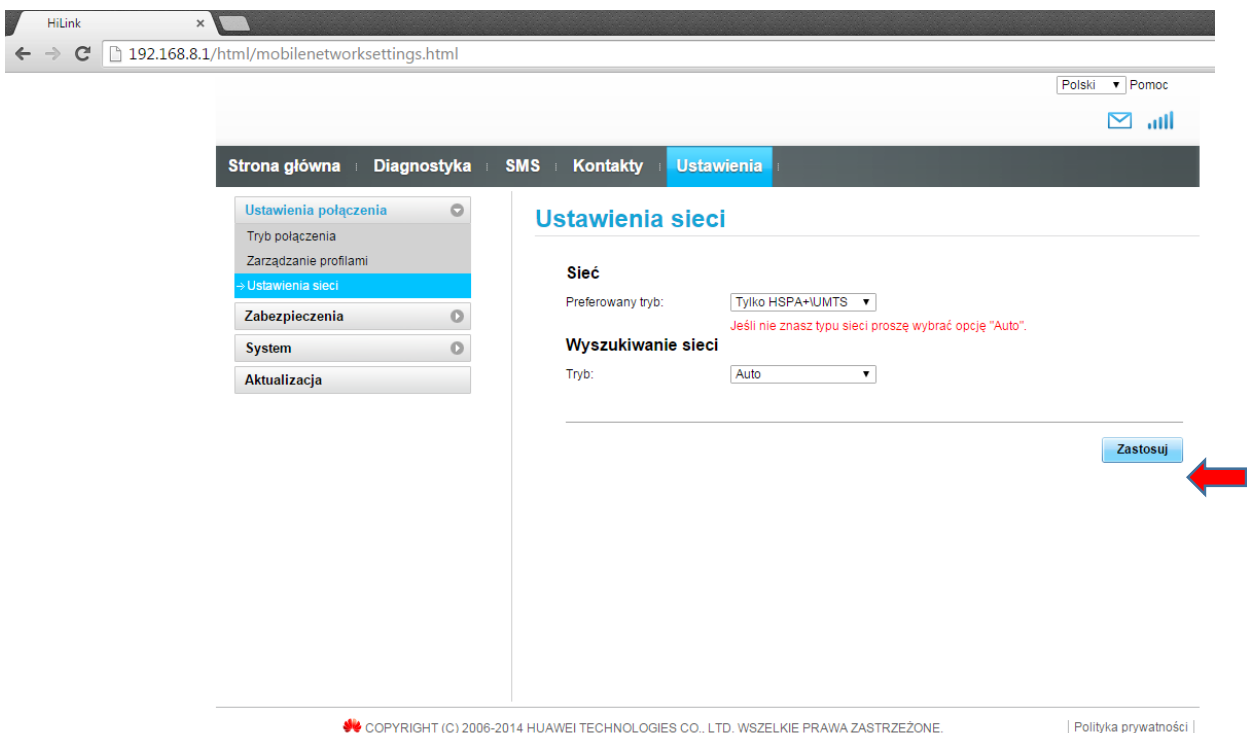 HiLink
192.168.8.1/html/mobilenetworksettings.html
Polski Pomoc
Strona główna Diagnostyka SMS Kontakty Ustawienia
Ustawienia połączenia
Tryb połączenia
Zarządzanie profilami
Ustawienia sieci
Zabezpieczenia
System
Aktualizacja
Ustawienia sieci
Sieć
Preferowany tryb: Tylko HSPA+\UMTS
Jeśli nie znasz typu sieci proszę wybrać opcję "Auto".
Wyszukiwanie sieci
Tryb: Auto
Zastosuj
COPYRIGHT (C) 2006-2014 HUAWEI TECHNOLOGIES CO., LTD. WSZELKIE PRAWA ZASTRZEŻONE. | Polityka prywatności |